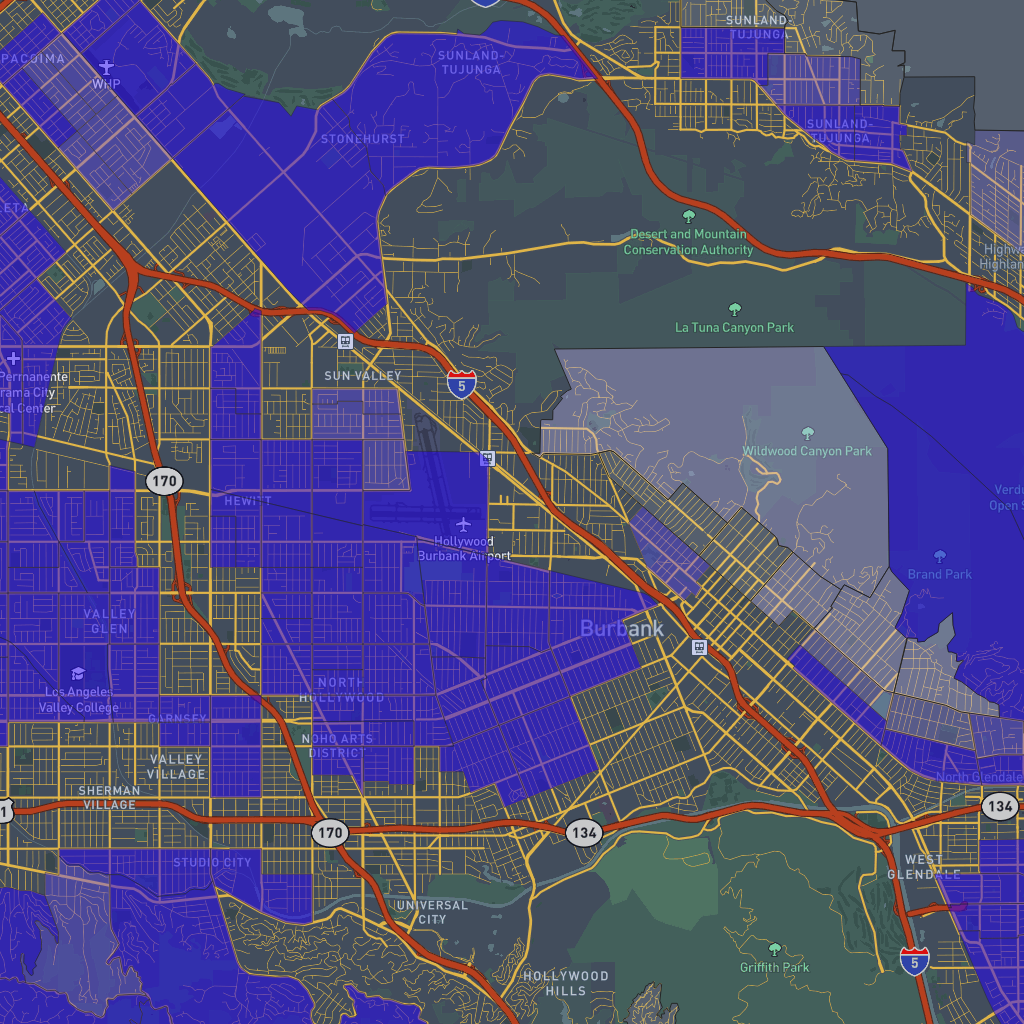 SUNLAND-
TUJUNGA
PACOIMA
WHP
SUNLAND-
TUJUNGA
STONEHURST
SUNLAND-
TUJUNGA
ETA
Desert and Mountain
Conservation Authority
Highw
Highlan
La Tuna Canyon Park
Permanente
rama City
cal Center
SUN VALLEY
5
Wildwood Canyon Park
170
HEWITT
Verdu
Open S
Hollywood
Burbank Airport
Brand Park
VALLEY
GLEN
Burbank
Los Angeles
Valley College
NORTH
HOLLYWOOD
GARNSEY
NOHO ARTS
DISTRICT
VALLEY
VILLAGE
North Glendale
SHERMAN
VILLAGE
1
134
170
134
STUDIO CITY
WEST
GLENDALE
UNIVERSAL
CITY
Griffith Park
5
HOLLYWOOD
HILLS